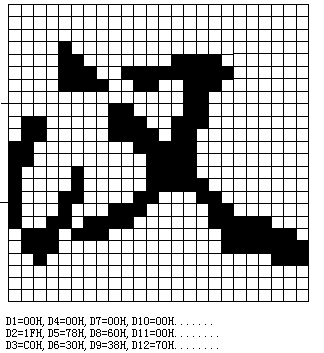 汉
D1=00H,D4=00H,D7=00H,D10=00H.......
D2=1FH,D5=78H,D8=60H,D11=00H........
D3=C0H,D6=30H,D9=38H,D12=70H........